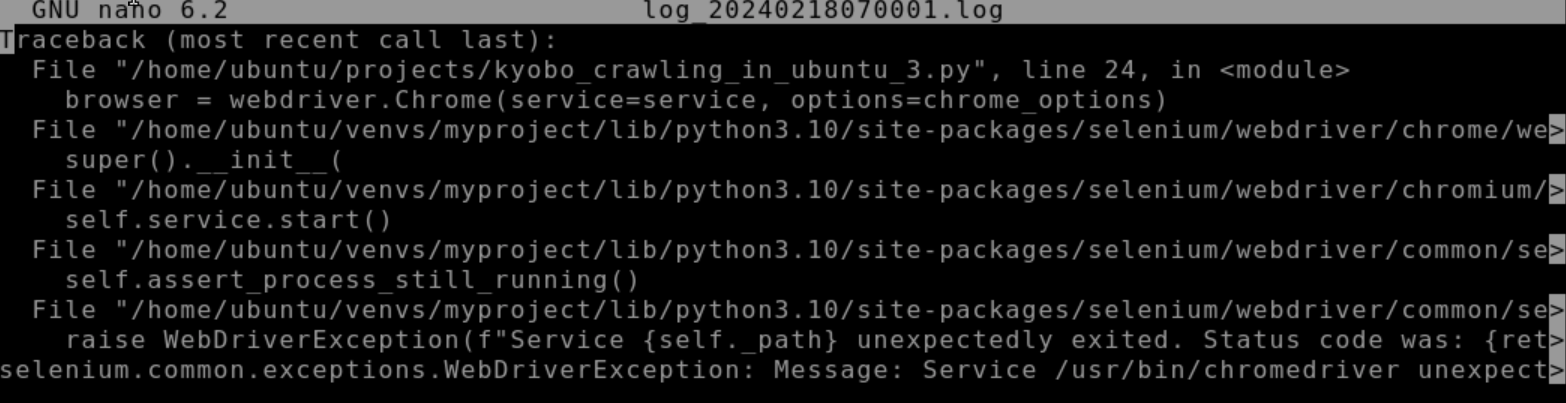 GNU nano 6.2 log_20240218070001.log
Traceback (most recent call last):
  File "/home/ubuntu/projects/kyobo_crawling_in_ubuntu_3.py", line 24, in <module>
    browser = webdriver.Chrome(service=service, options=chrome_options)
  File "/home/ubuntu/venvs/myproject/lib/python3.10/site-packages/selenium/webdriver/chrome/we>
    super().__init__(
  File "/home/ubuntu/venvs/myproject/lib/python3.10/site-packages/selenium/webdriver/chromium/>
    self.service.start()
  File "/home/ubuntu/venvs/myproject/lib/python3.10/site-packages/selenium/webdriver/common/se>
    self.assert_process_still_running()
  File "/home/ubuntu/venvs/myproject/lib/python3.10/site-packages/selenium/webdriver/common/se>
    raise WebDriverException(f"Service {self._path} unexpectedly exited. Status code was: {ret>
selenium.common.exceptions.WebDriverException: Message: Service /usr/bin/chromedriver unexpect>